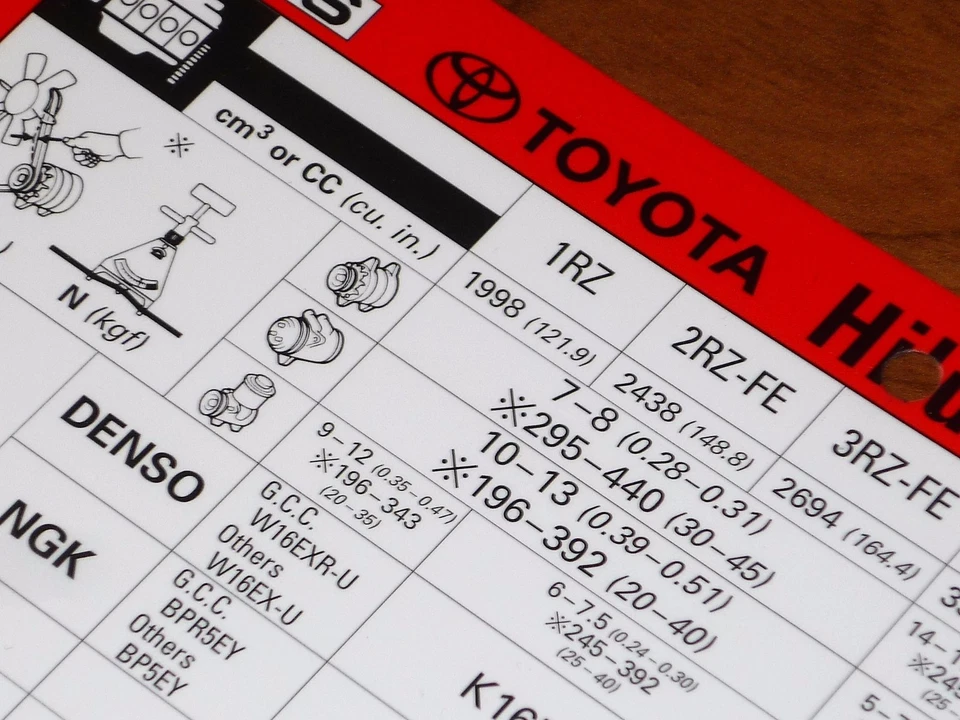 TOYOTA
cm³ or CC (cu. in.)
1RZ
2RZ-FE
3RZ-FE
1998 (121.9)
2438 (148.8)
2694 (164.4)
N (kgf)
7–8 (0.28–0.31)
※295–440 (30–45)
10–13 (0.39–0.51)
※196–392 (20–40)
9–12 (0.35–0.47)
※196–343
(20–35)
6–7.5 (0.24–0.30)
※245–392
(25–40)
※
DENSO
G.C.C.
W16EXR-U
Others
W16EX-U
NGK
G.C.C.
BPR5EY
Others
BP5EY